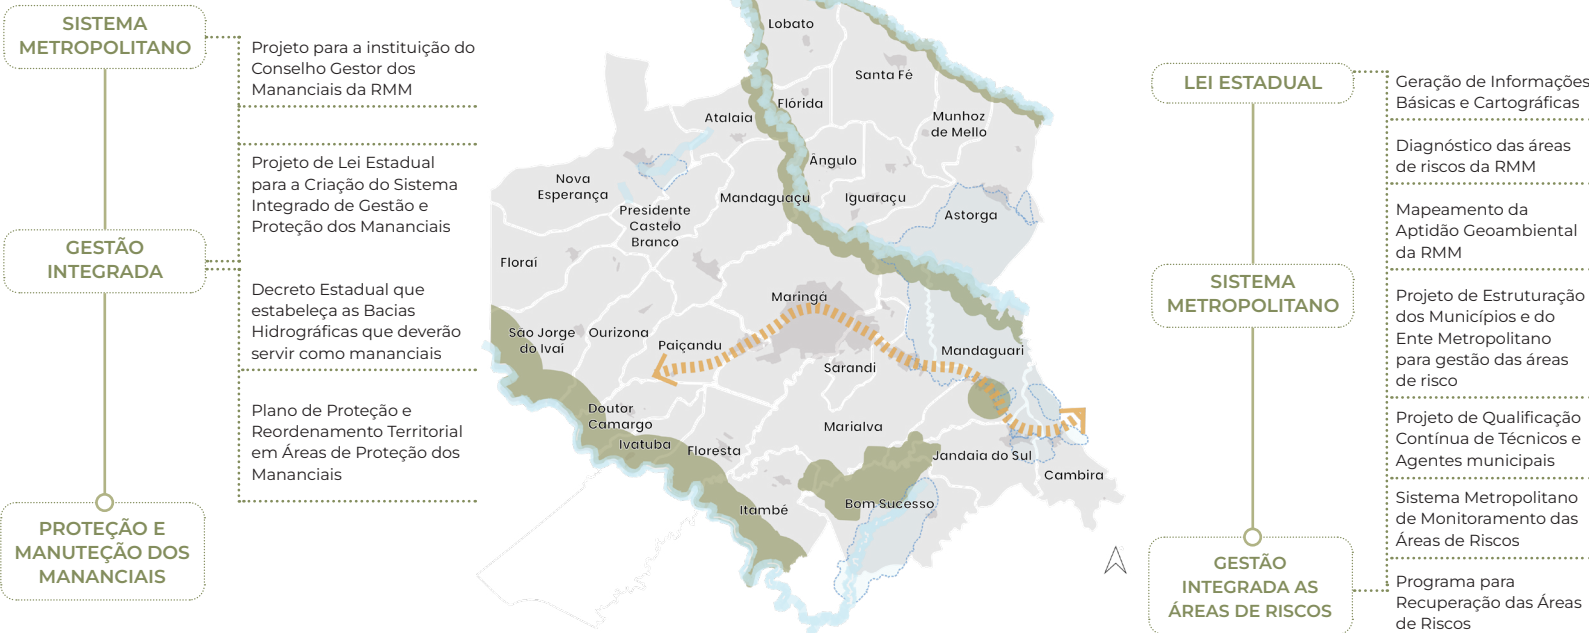 SISTEMA
METROPOLITANO
Projeto para a instituição do
Conselho Gestor dos
Mananciais da RMM
Projeto de Lei Estadual
para a Criação do Sistema
Integrado de Gestão e
Proteção dos Mananciais
GESTÃO
INTEGRADA
Decreto Estadual que
estabeleça as Bacias
Hidrográficas que deverão
servir como mananciais
Plano de Proteção e
Reordenamento Territorial
em Áreas de Proteção dos
Mananciais
PROTEÇÃO E
MANUTEÇÃO DOS
MANANCIAIS
Lobato
Santa Fé
Flórida
Atalaia
Munhoz
de Mello
Ângulo
Nova
Esperança
Mandaguaçu
Iguaraçu
Presidente
Castelo
Branco
Astorga
Floraí
Maringá
São Jorge
do Ivaí
Ourizona
Paiçandu
Mandaguari
Sarandi
Doutor
Camargo
Marialva
Ivatuba
Floresta
Jandaia do Sul
Cambira
Bom Sucesso
Itambé
LEI ESTADUAL
Geração de Informações
Básicas e Cartográficas
Diagnóstico das áreas
de riscos da RMM
Mapeamento da
Aptidão Geoambiental
da RMM
SISTEMA
METROPOLITANO
Projeto de Estruturação
dos Municípios e do
Ente Metropolitano
para gestão das áreas
de risco
Projeto de Qualificação
Contínua de Técnicos e
Agentes municipais
Sistema Metropolitano
de Monitoramento das
Áreas de Riscos
GESTÃO
INTEGRADA AS
ÁREAS DE RISCOS
Programa para
Recuperação das Áreas
de Riscos